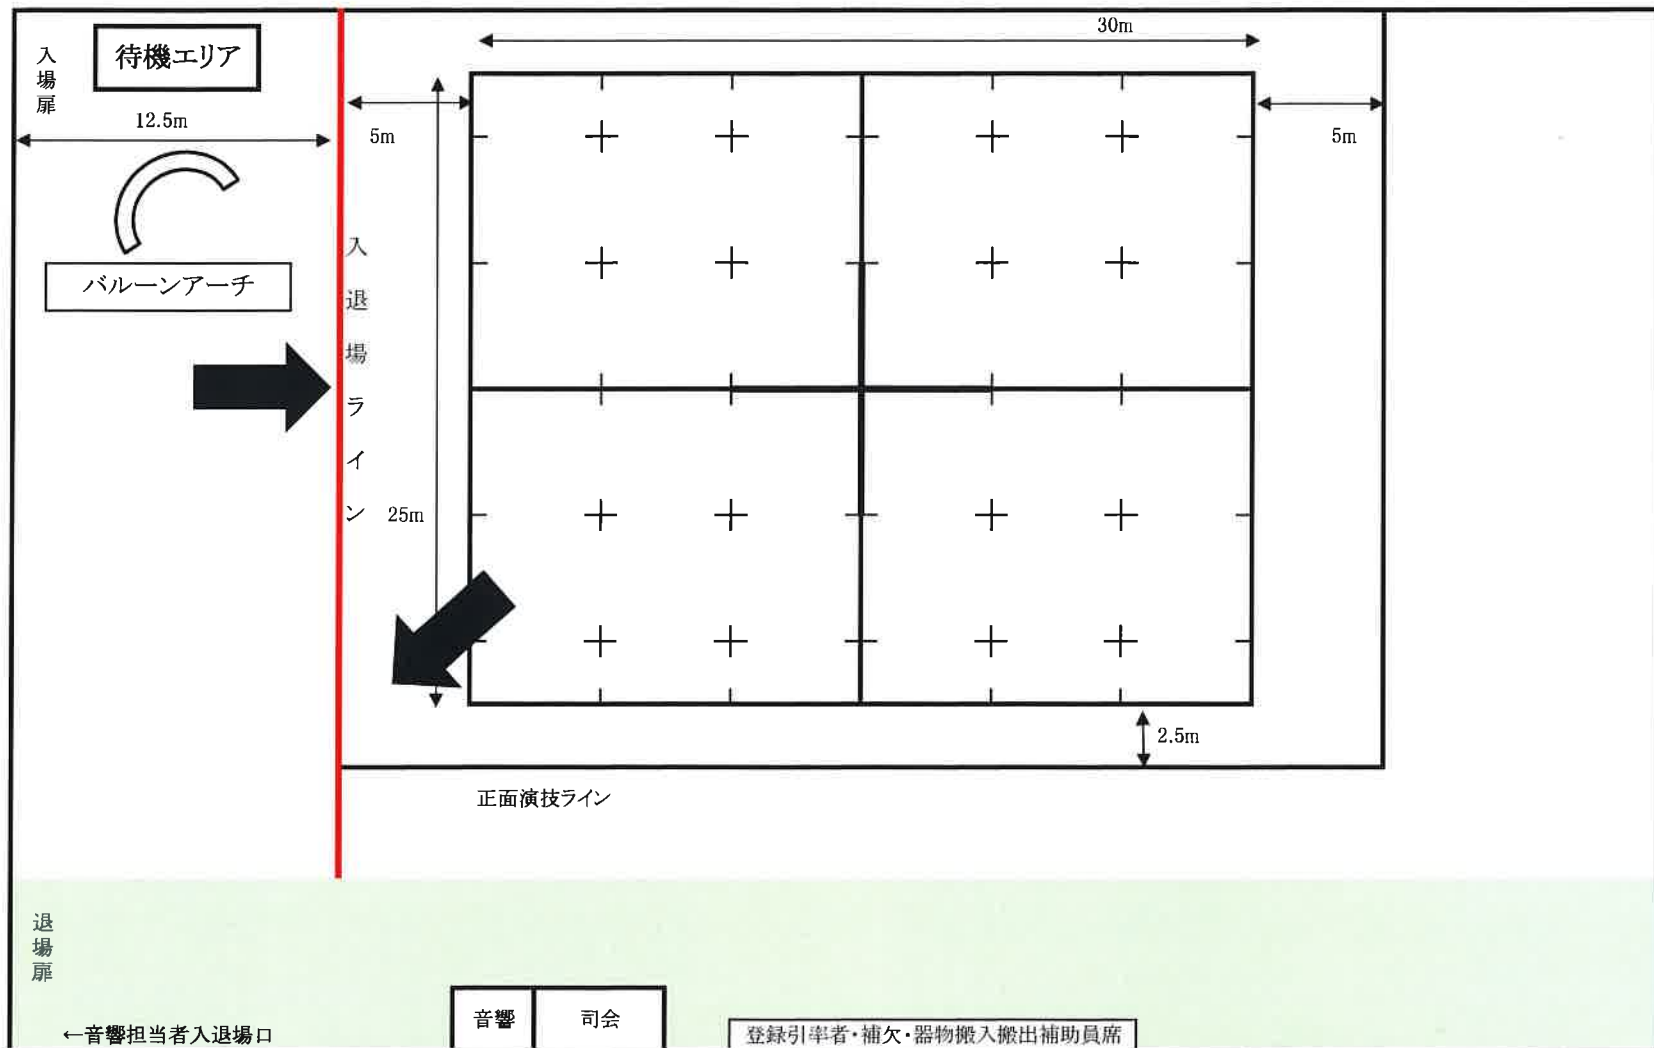 入場扉
待機エリア
30m
12.5m
5m
5m
バルーンアーチ
入退場ライン
25m
2.5m
正面演技ライン
退場扉
音響
司会
←音響担当者入退場口
登録引率者・補欠・器物搬入搬出補助員席